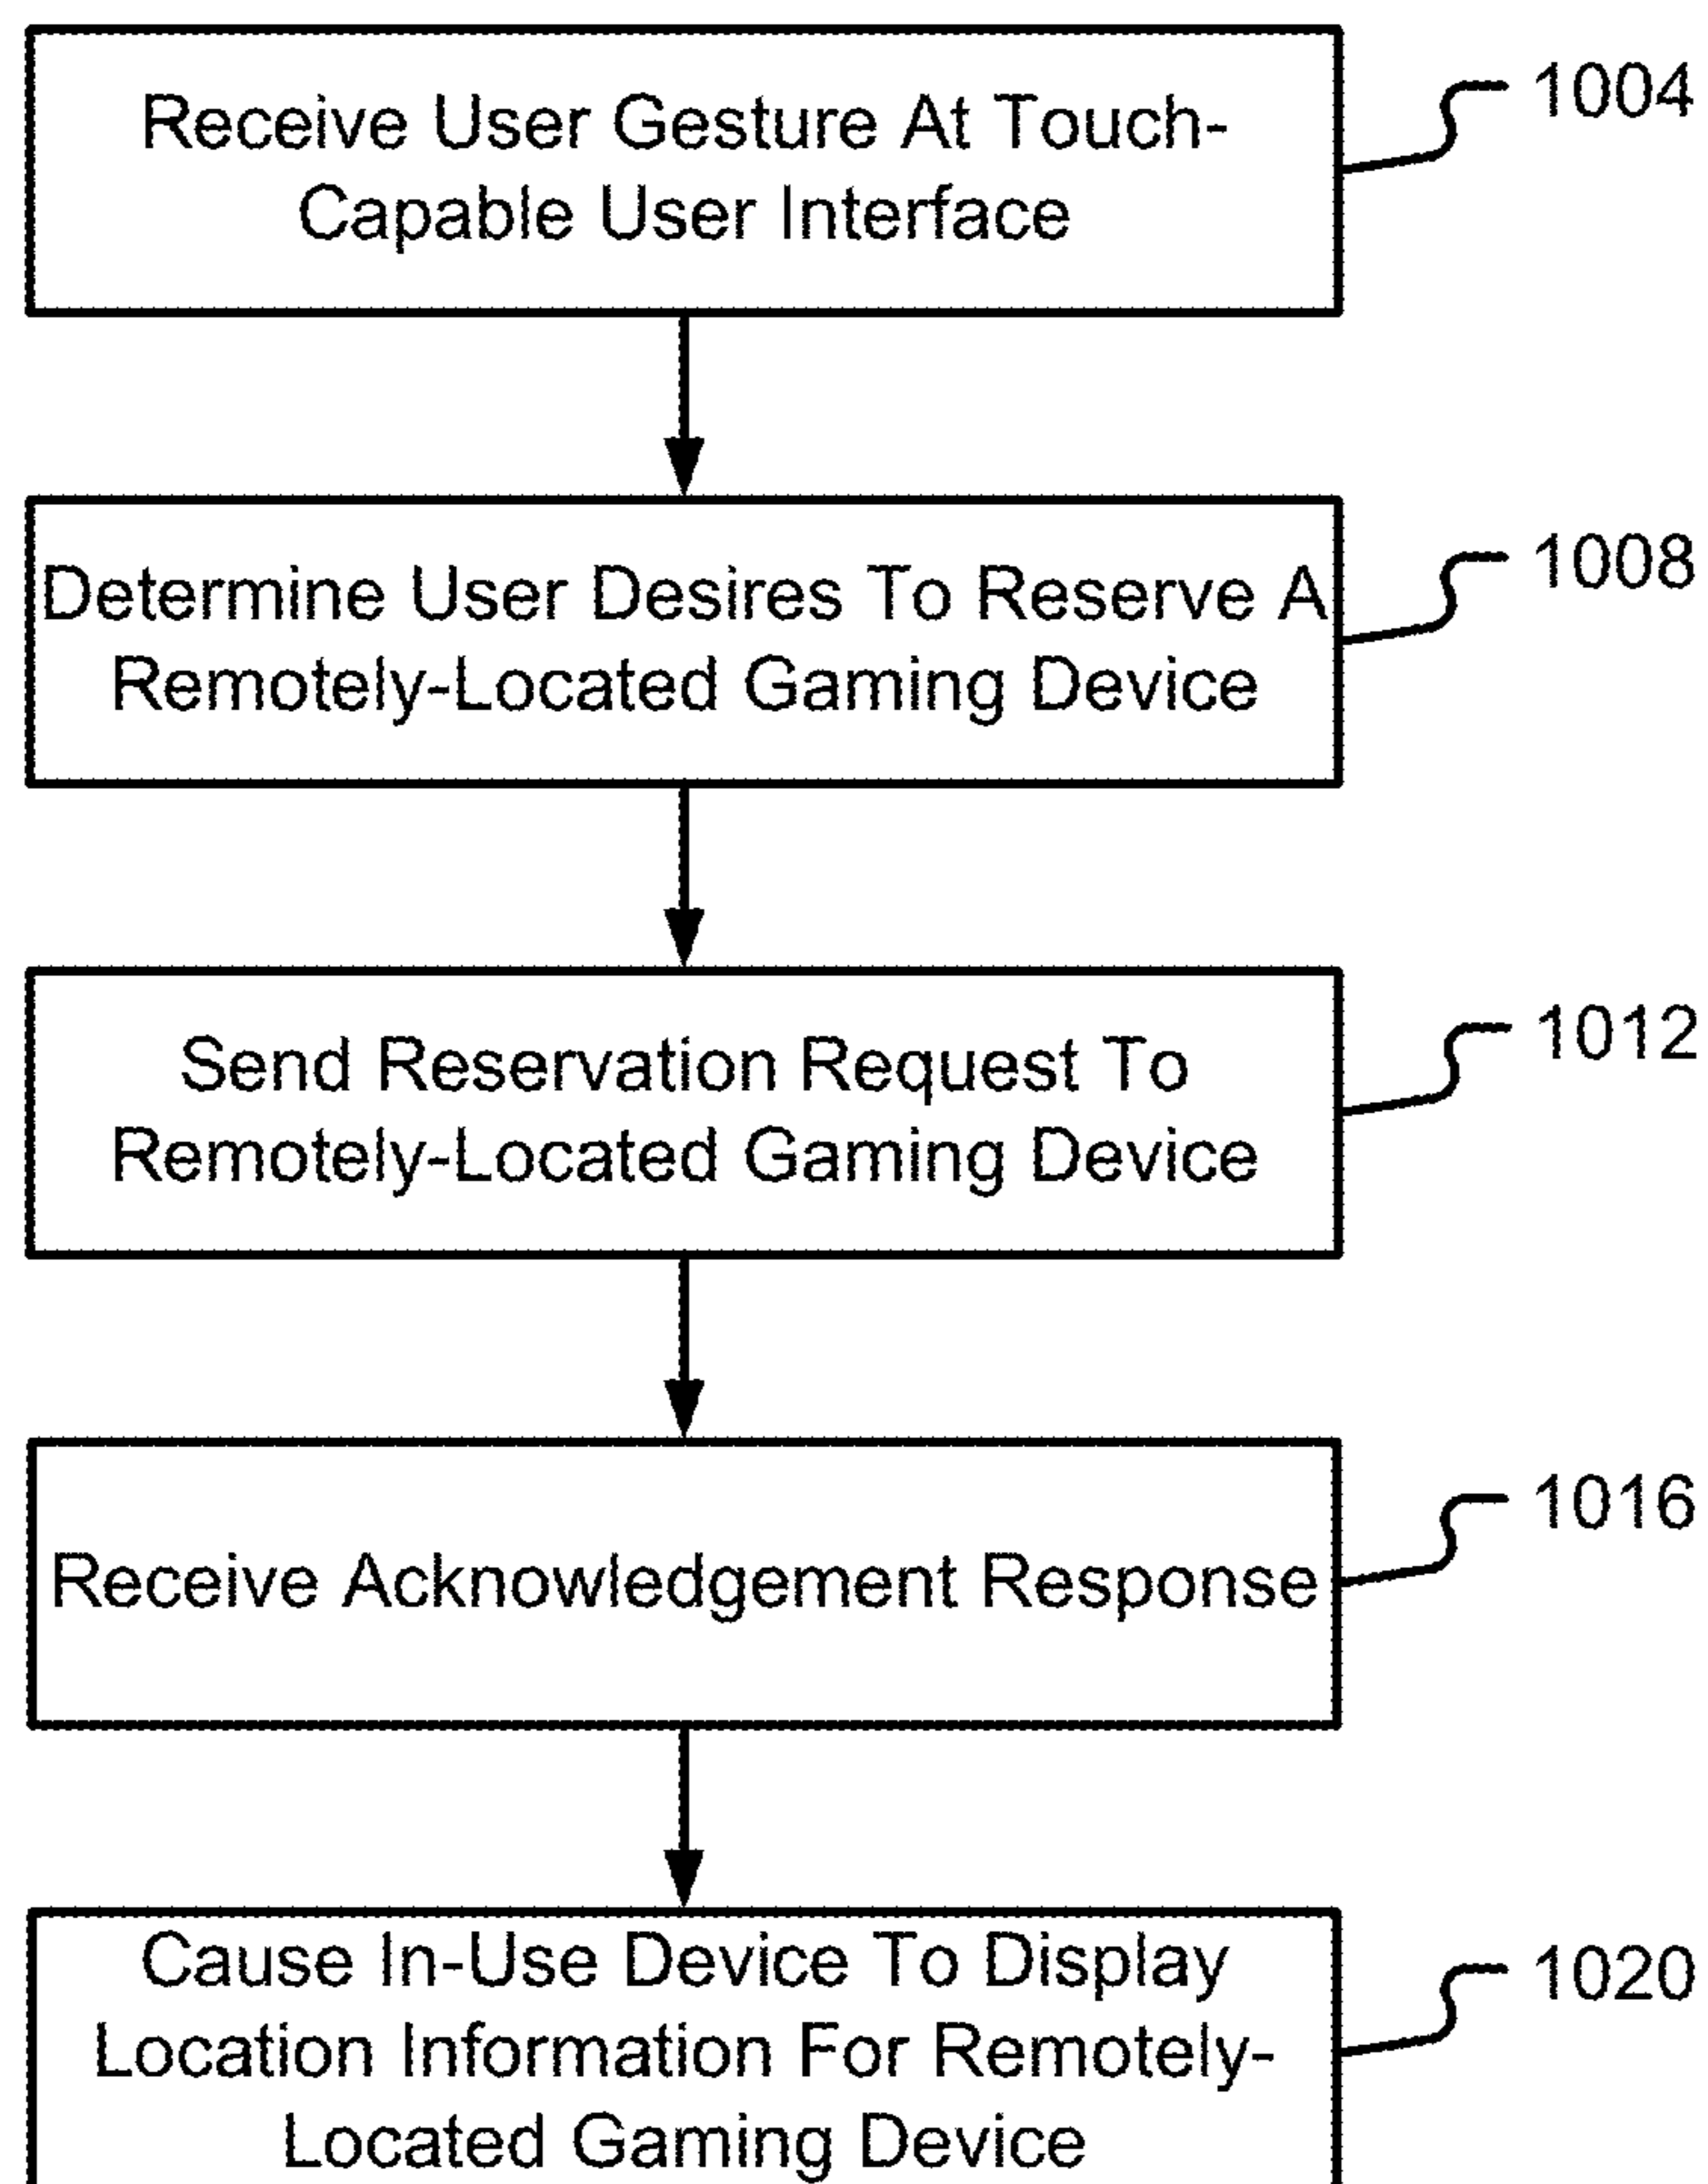 Receive User Gesture At Touch-
Capable User Interface
1004
Determine User Desires To Reserve A
Remotely-Located Gaming Device
1008
Send Reservation Request To
Remotely-Located Gaming Device
1012
Receive Acknowledgement Response
1016
Cause In-Use Device To Display
Location Information For Remotely-
Located Gaming Device
1020